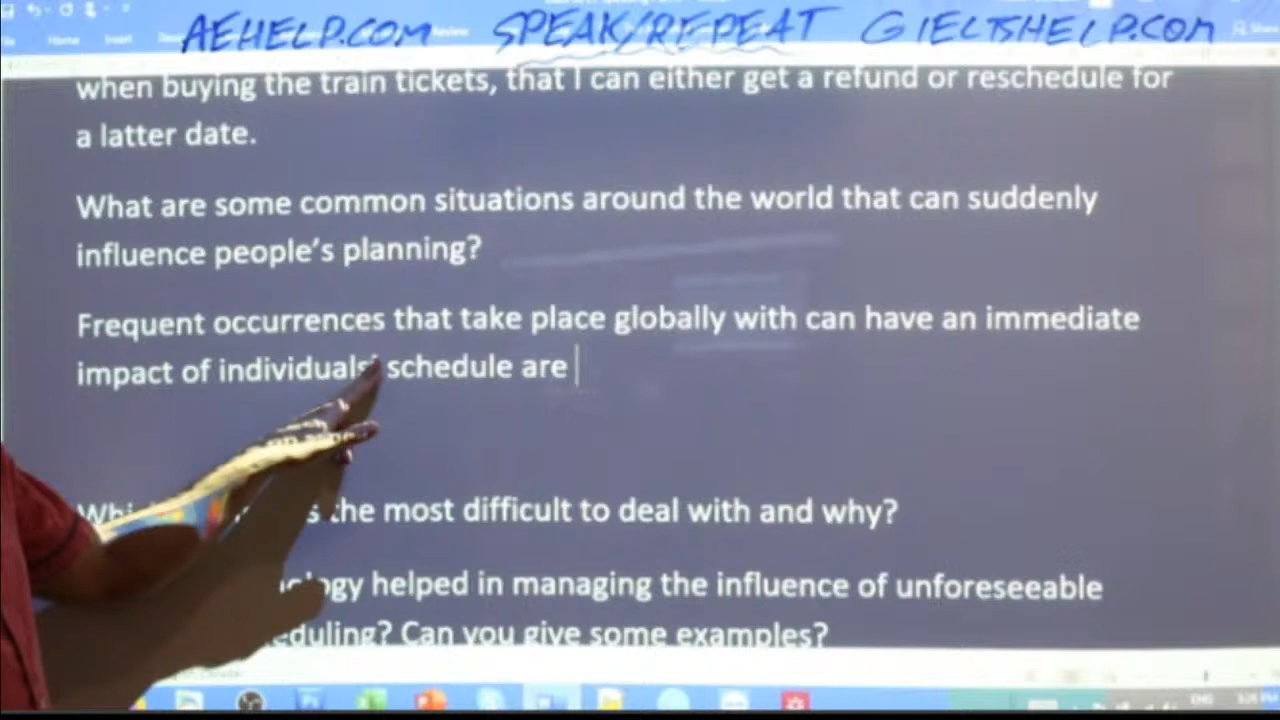 AEHELP.COM SPEAK/REPEAT GIELTSHELP.COM
Home Insert
when buying the train tickets, that I can either get a refund or reschedule for
a latter date.
What are some common situations around the world that can suddenly
influence people's planning?
Frequent occurrences that take place globally with can have an immediate
impact of individuals' schedule are
the most difficult to deal with and why?
helped in managing the influence of unforeseeable
Can you give some examples?
ENG